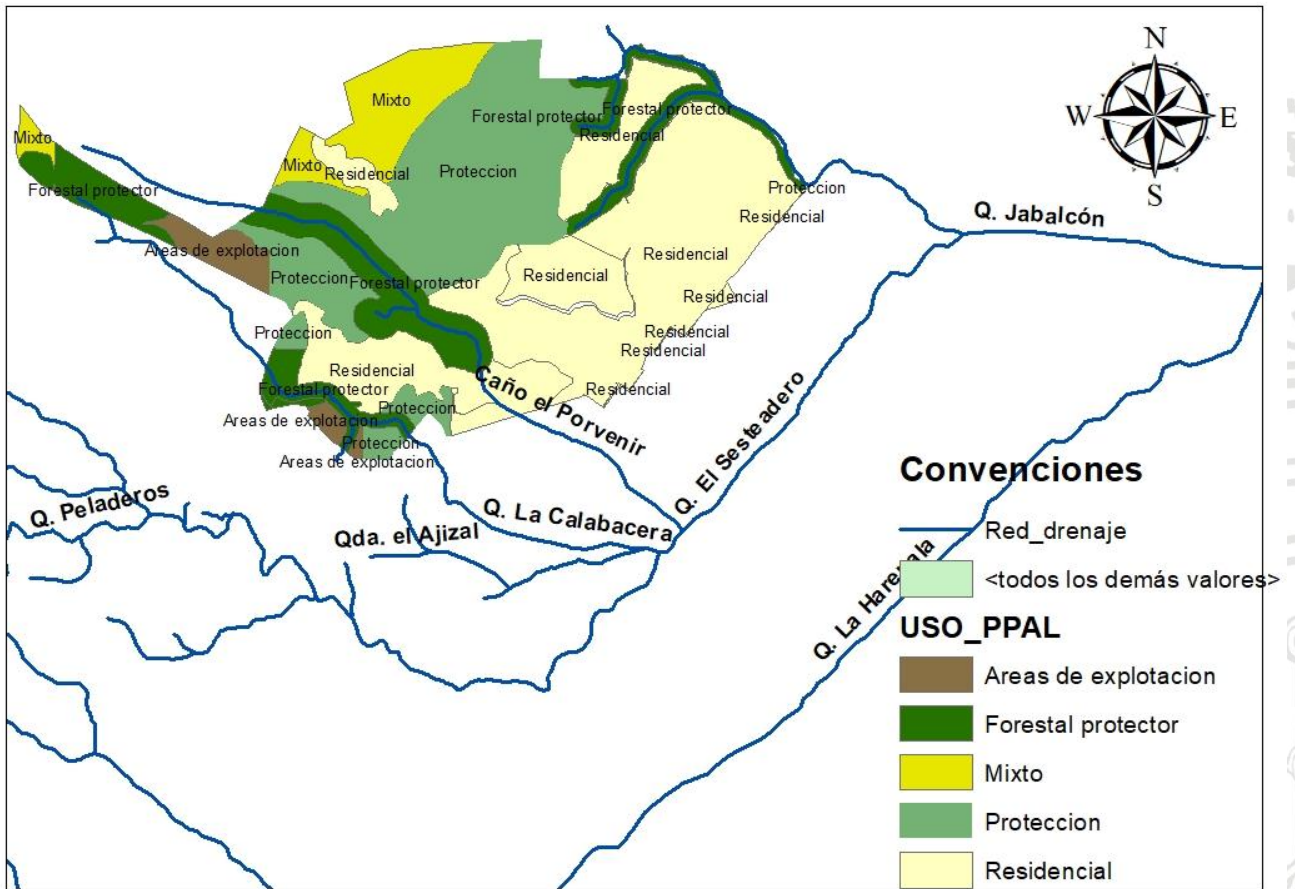 N
W E
S
Mixto
Mixto
Forestal protector
Forestal protector
Residencial
Mixto
Residencial
Proteccion
Forestal protector
Proteccion
Residencial
Areas de explotacion
Residencial
Q. Jabalcón
Proteccion
Forestal protector
Residencial
Residencial
Proteccion
Residencial
Residencial
Residencial
Forestal protector
Residencial
Proteccion
Areas de explotacion
Proteccion
Areas de explotacion
Caño el Porvenir
Q. El Sesteadero
Q. Peladeros
Qda. el Ajizal
Q. La Calabacera
Q. La
Convenciones
Red_drenaje
<todos los demás valores>
USO_PPAL
Areas de explotacion
Forestal protector
Mixto
Proteccion
Residencial